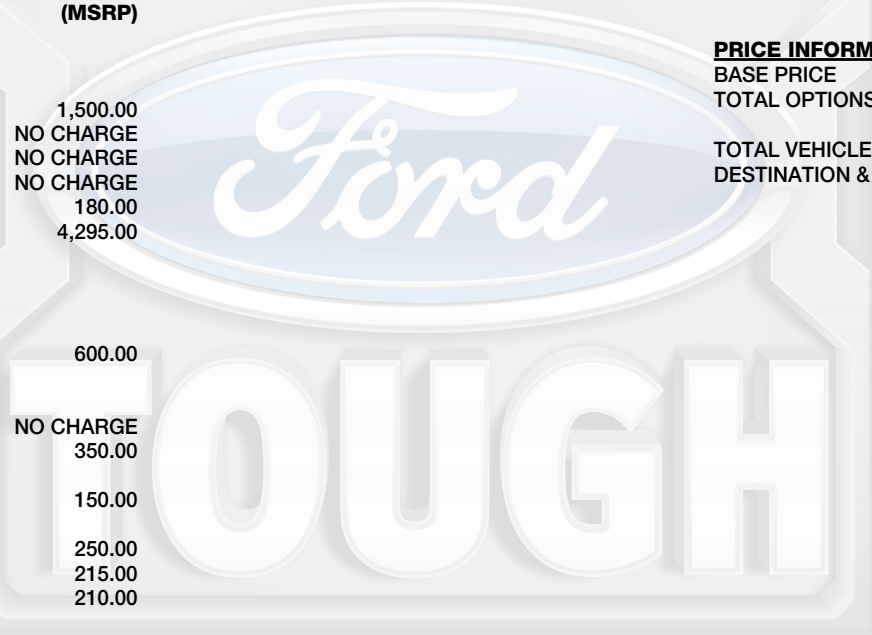 (MSRP)
1,500.00
NO CHARGE
NO CHARGE
NO CHARGE
180.00
4,295.00
600.00
NO CHARGE
350.00
150.00
250.00
215.00
210.00
PRICE INFORM
BASE PRICE
TOTAL OPTIONS
TOTAL VEHICLE
DESTINATION &
Ford
TOUGH